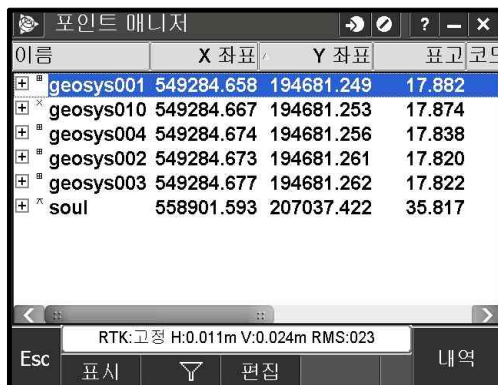 포인트 매니저 ? – x
이름 X 좌표 Y 좌표 표고 코드
geosys001 549284.658 194681.249 17.882
geosys010 549284.667 194681.253 17.874
geosys004 549284.674 194681.256 17.838
geosys002 549284.673 194681.261 17.820
geosys003 549284.677 194681.262 17.822
soul 558901.593 207037.422 35.817
RTK:고정 H:0.011m V:0.024m RMS:023
Esc 표시 편집 내역